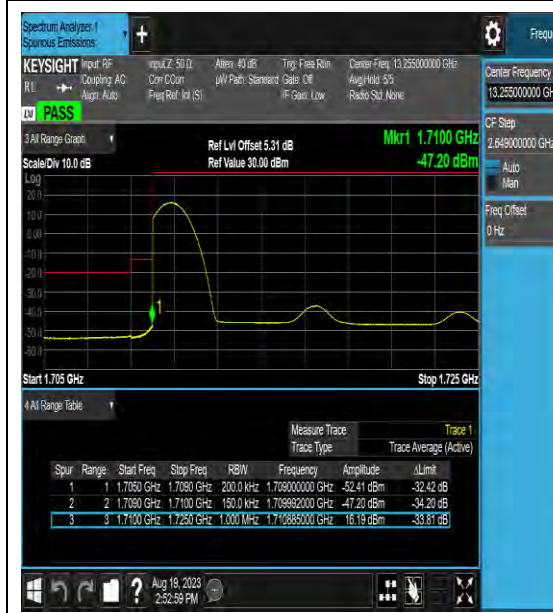 Spectrum Analyzer 1
Spurious Emissions
Frequ
KEYSIGHT Input: RF Input Z: 50 Ω Atten: 40 dB Trig: Free Run Center Freq: 13.255000000 GHz
R L Coupling: AC Corr CCorr µW Path: Standard Gate: Off Avg|Hold: 5/5
Align: Auto Freq Ref: Int (S) IF Gain: Low Radio Std: None
PASS
Center Frequency
13.255000000 GH
CF Step
2.649000000 GHz
Auto
Man
Freq Offset
0 Hz
3 All Range Graph
Ref Lvl Offset 5.31 dB
Mkr1 1.7100 GHz
Scale/Div 10.0 dB
Ref Value 30.00 dBm
-47.20 dBm
Log
20.0
10.0
0.00
-10.0
-20.0
-30.0
-40.0
-50.0
-60.0
1
Start 1.705 GHz
Stop 1.725 GHz
4 All Range Table
Measure Trace Trace 1
Trace Type Trace Average (Active)
Spur Range Start Freq Stop Freq RBW Frequency Amplitude ΔLimit
1 1 1.7050 GHz 1.7090 GHz 200.0 kHz 1.709000000 GHz -52.41 dBm -32.42 dB
2 2 1.7090 GHz 1.7100 GHz 150.0 kHz 1.709992000 GHz -47.20 dBm -34.20 dB
3 3 1.7100 GHz 1.7250 GHz 1.000 MHz 1.710885000 GHz 16.19 dBm -33.81 dB
?
Aug 19, 2023
2:52:59 PM